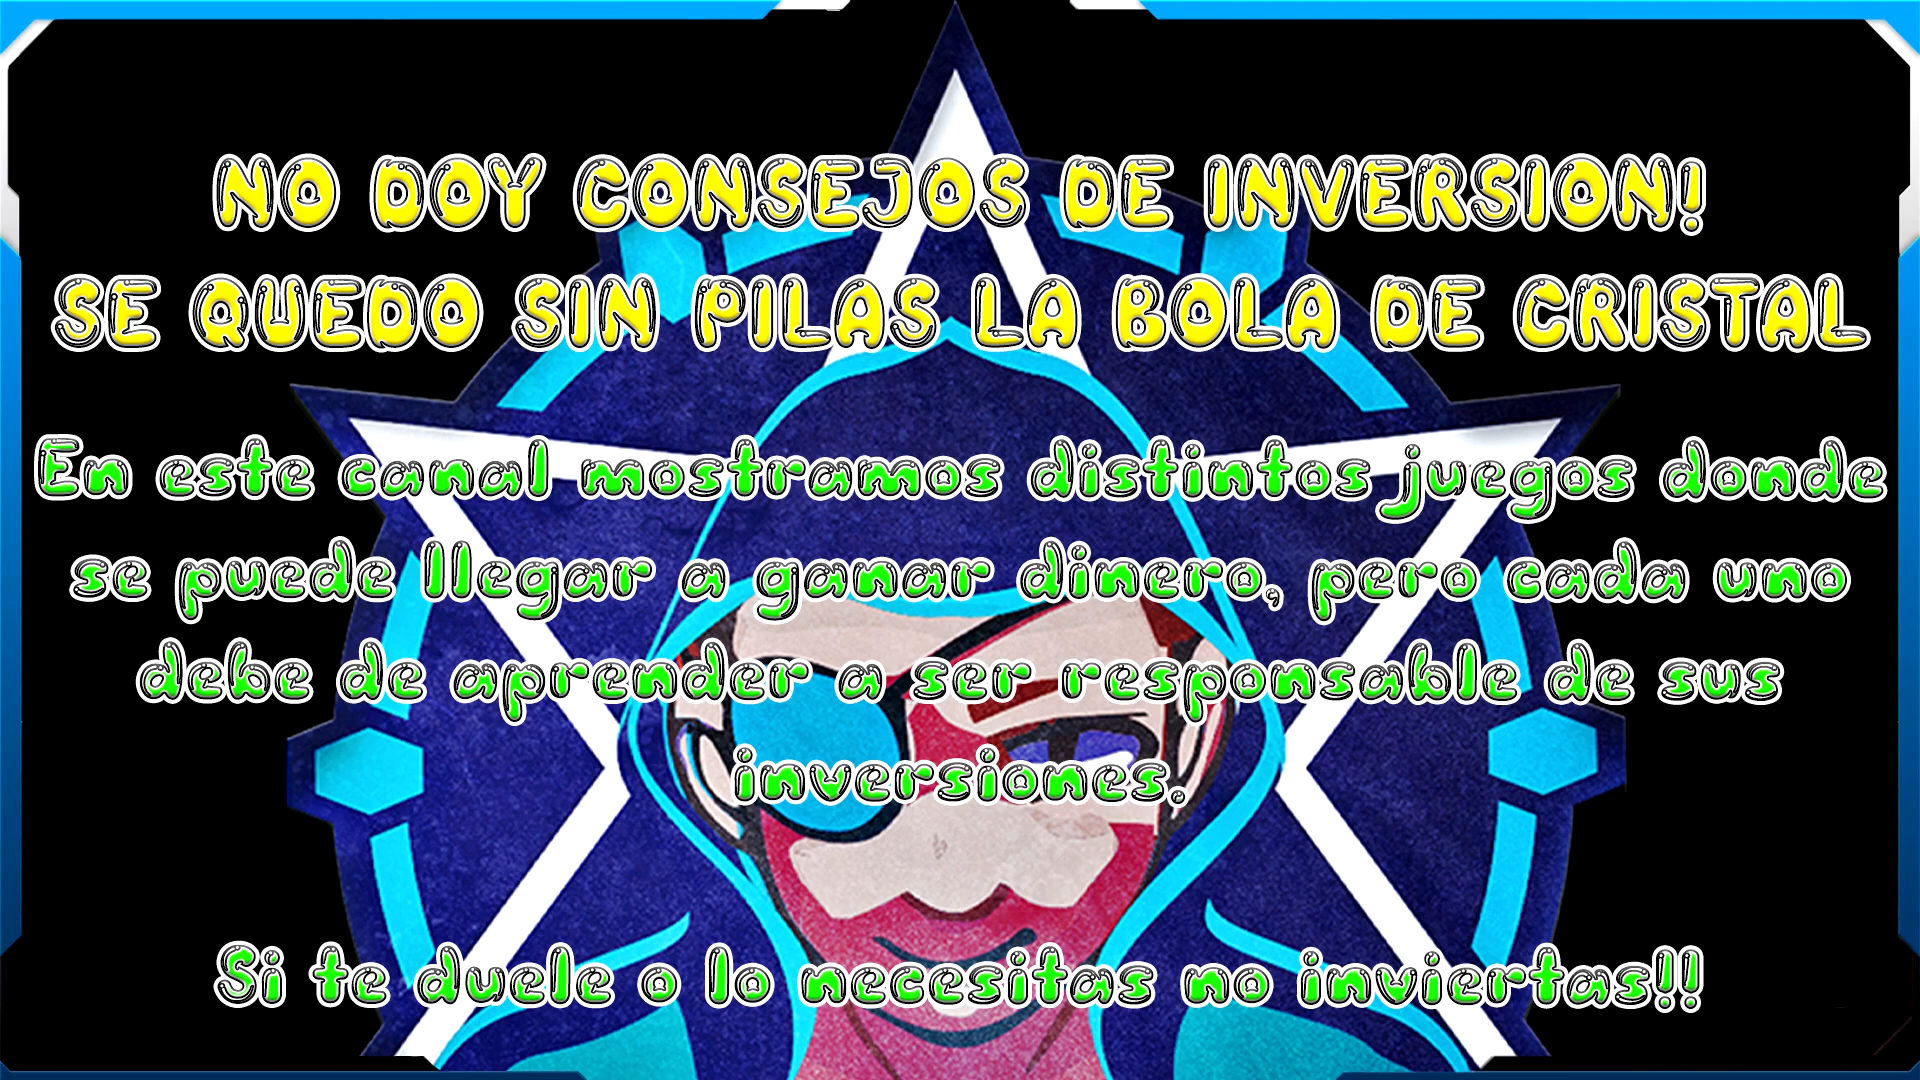 NO DOY CONSEJOS DE INVERSION!
SE QUEDO SIN PILAS LA BOLA DE CRISTAL
En este canal mostramos distintos juegos donde
se puede llegar a ganar dinero, pero cada uno
debe de aprender a ser responsable de sus
inversiones.
Si te duele o lo necesitas no inviertas!!